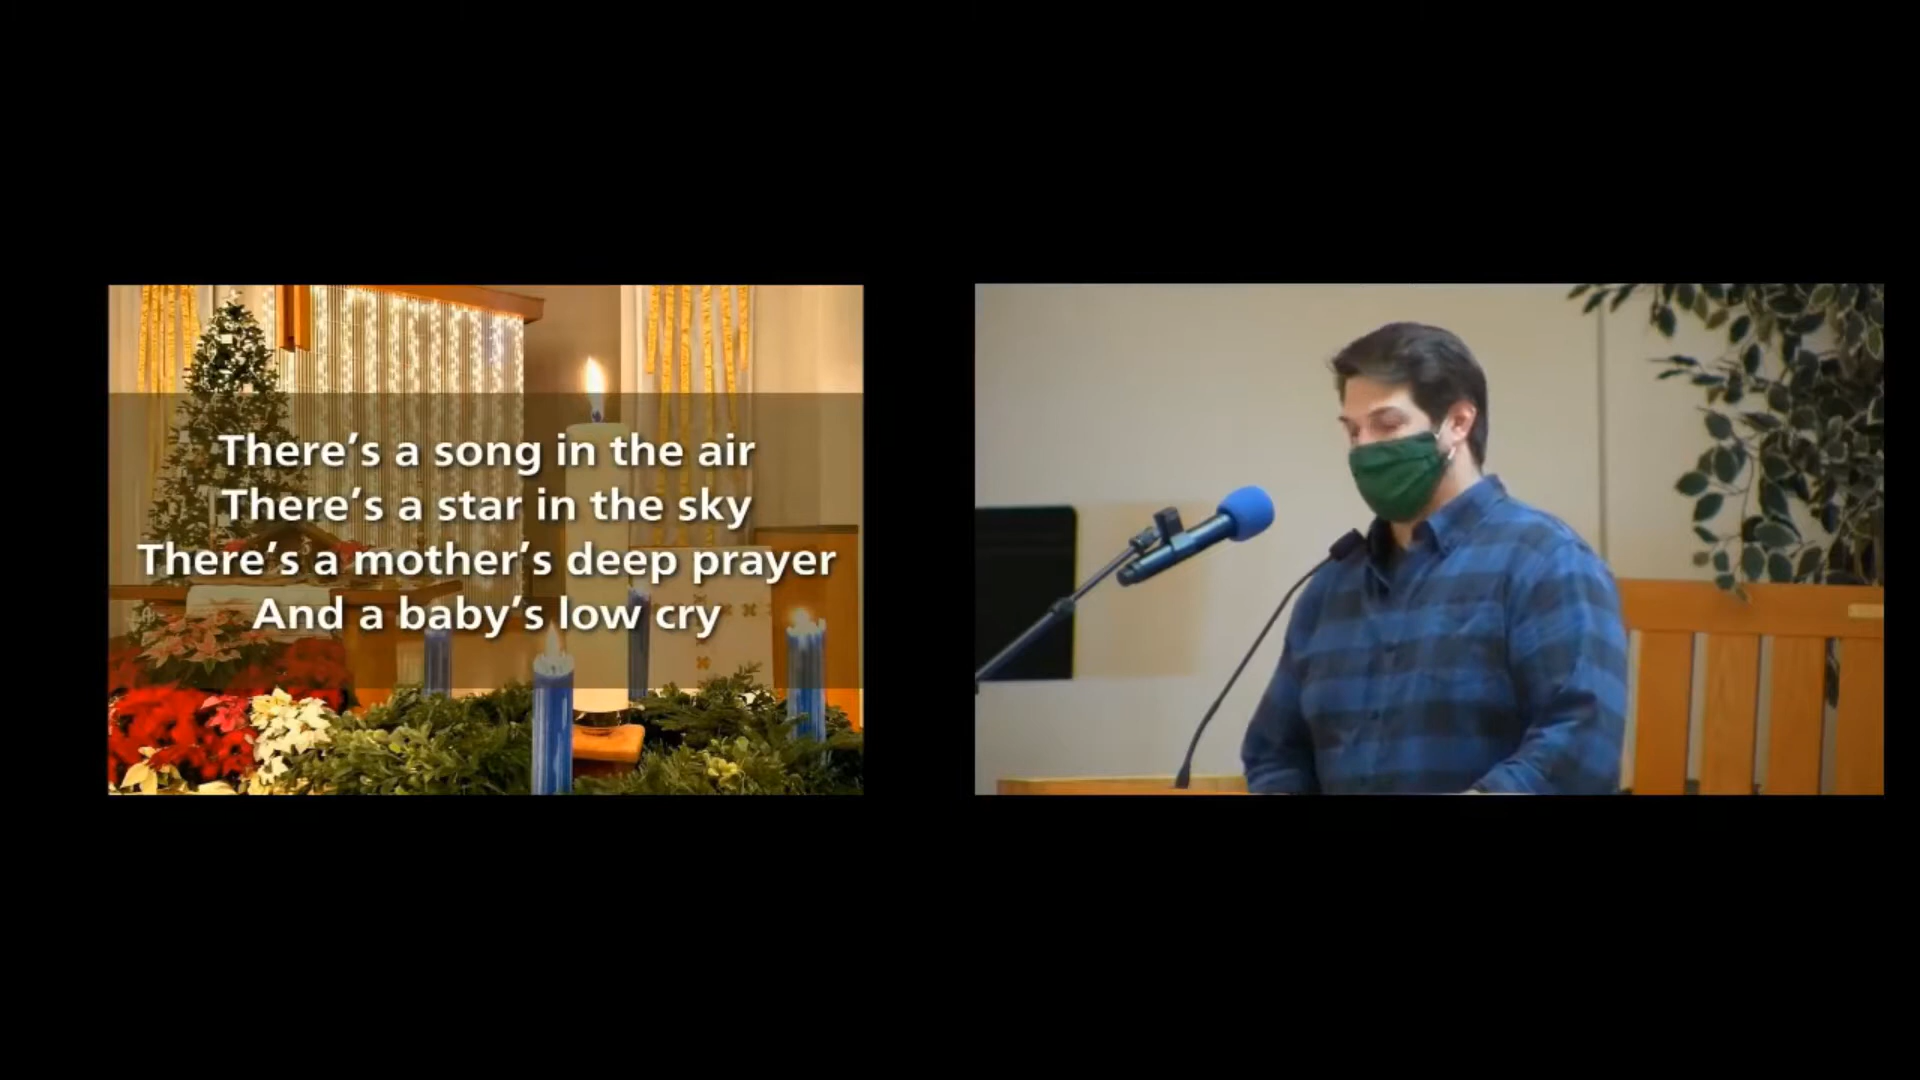 There’s a song in the air
There’s a star in the sky
There’s a mother’s deep prayer
And a baby’s low cry